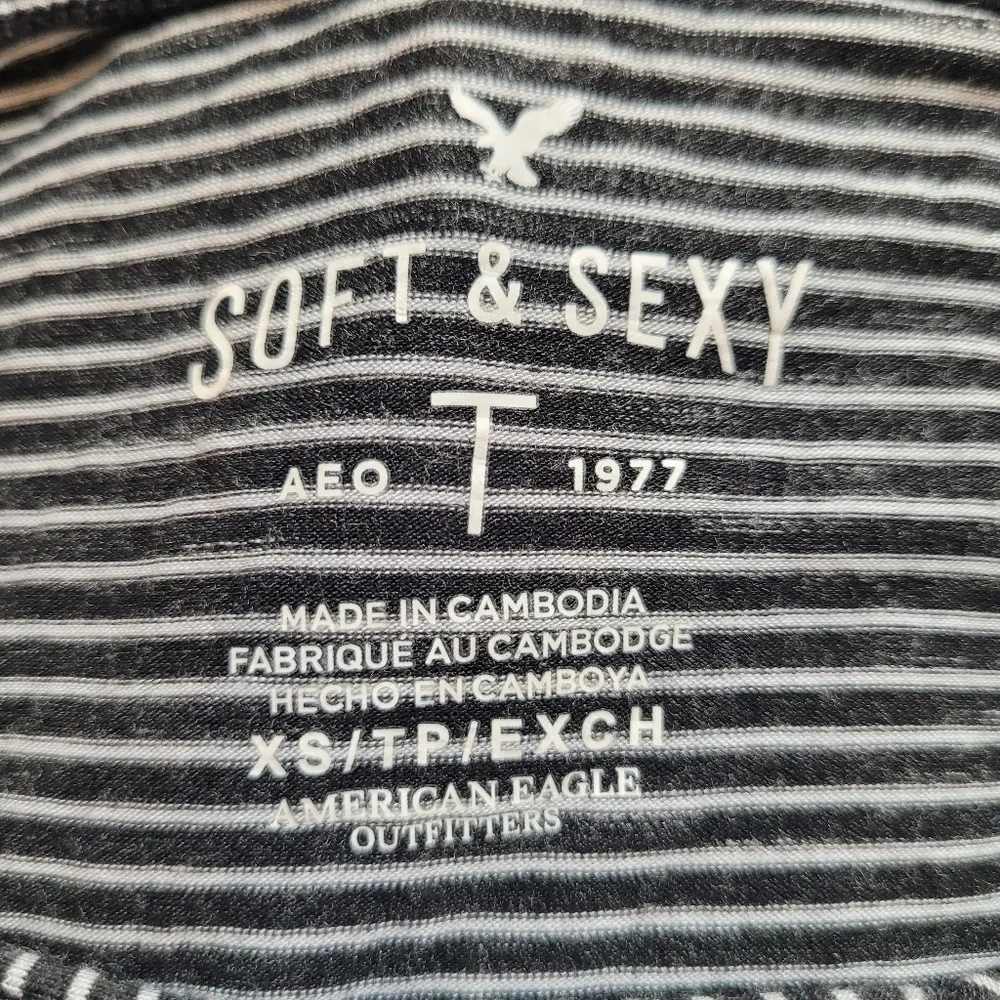 SOFT & SEXY
T
AEO 1977
MADE IN CAMBODIA
FABRIQUÉ AU CAMBODGE
HECHO EN CAMBOYA
XS/TP/EXCH
AMERICAN EAGLE
OUTFITTERS